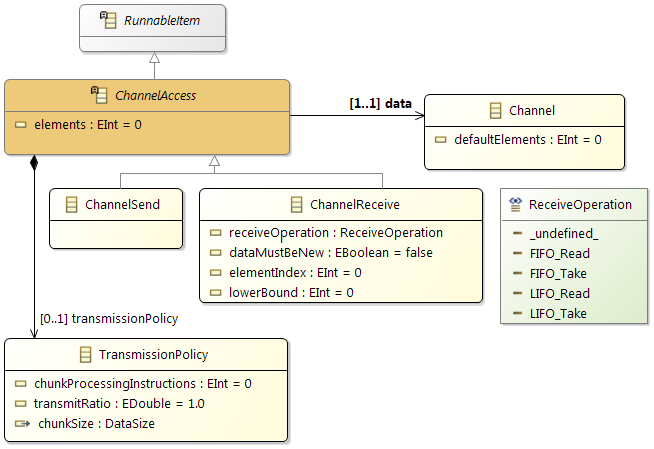 RunnableItem
ChannelAccess
elements : EInt = 0
[1..1] data
Channel
defaultElements : EInt = 0
ChannelSend
ChannelReceive
receiveOperation : ReceiveOperation
dataMustBeNew : EBoolean = false
elementIndex : EInt = 0
lowerBound : EInt = 0
ReceiveOperation
_undefined_
FIFO_Read
FIFO_Take
LIFO_Read
LIFO_Take
[0..1] transmissionPolicy
TransmissionPolicy
chunkProcessingInstructions : EInt = 0
transmitRatio : EDouble = 1.0
chunkSize : DataSize